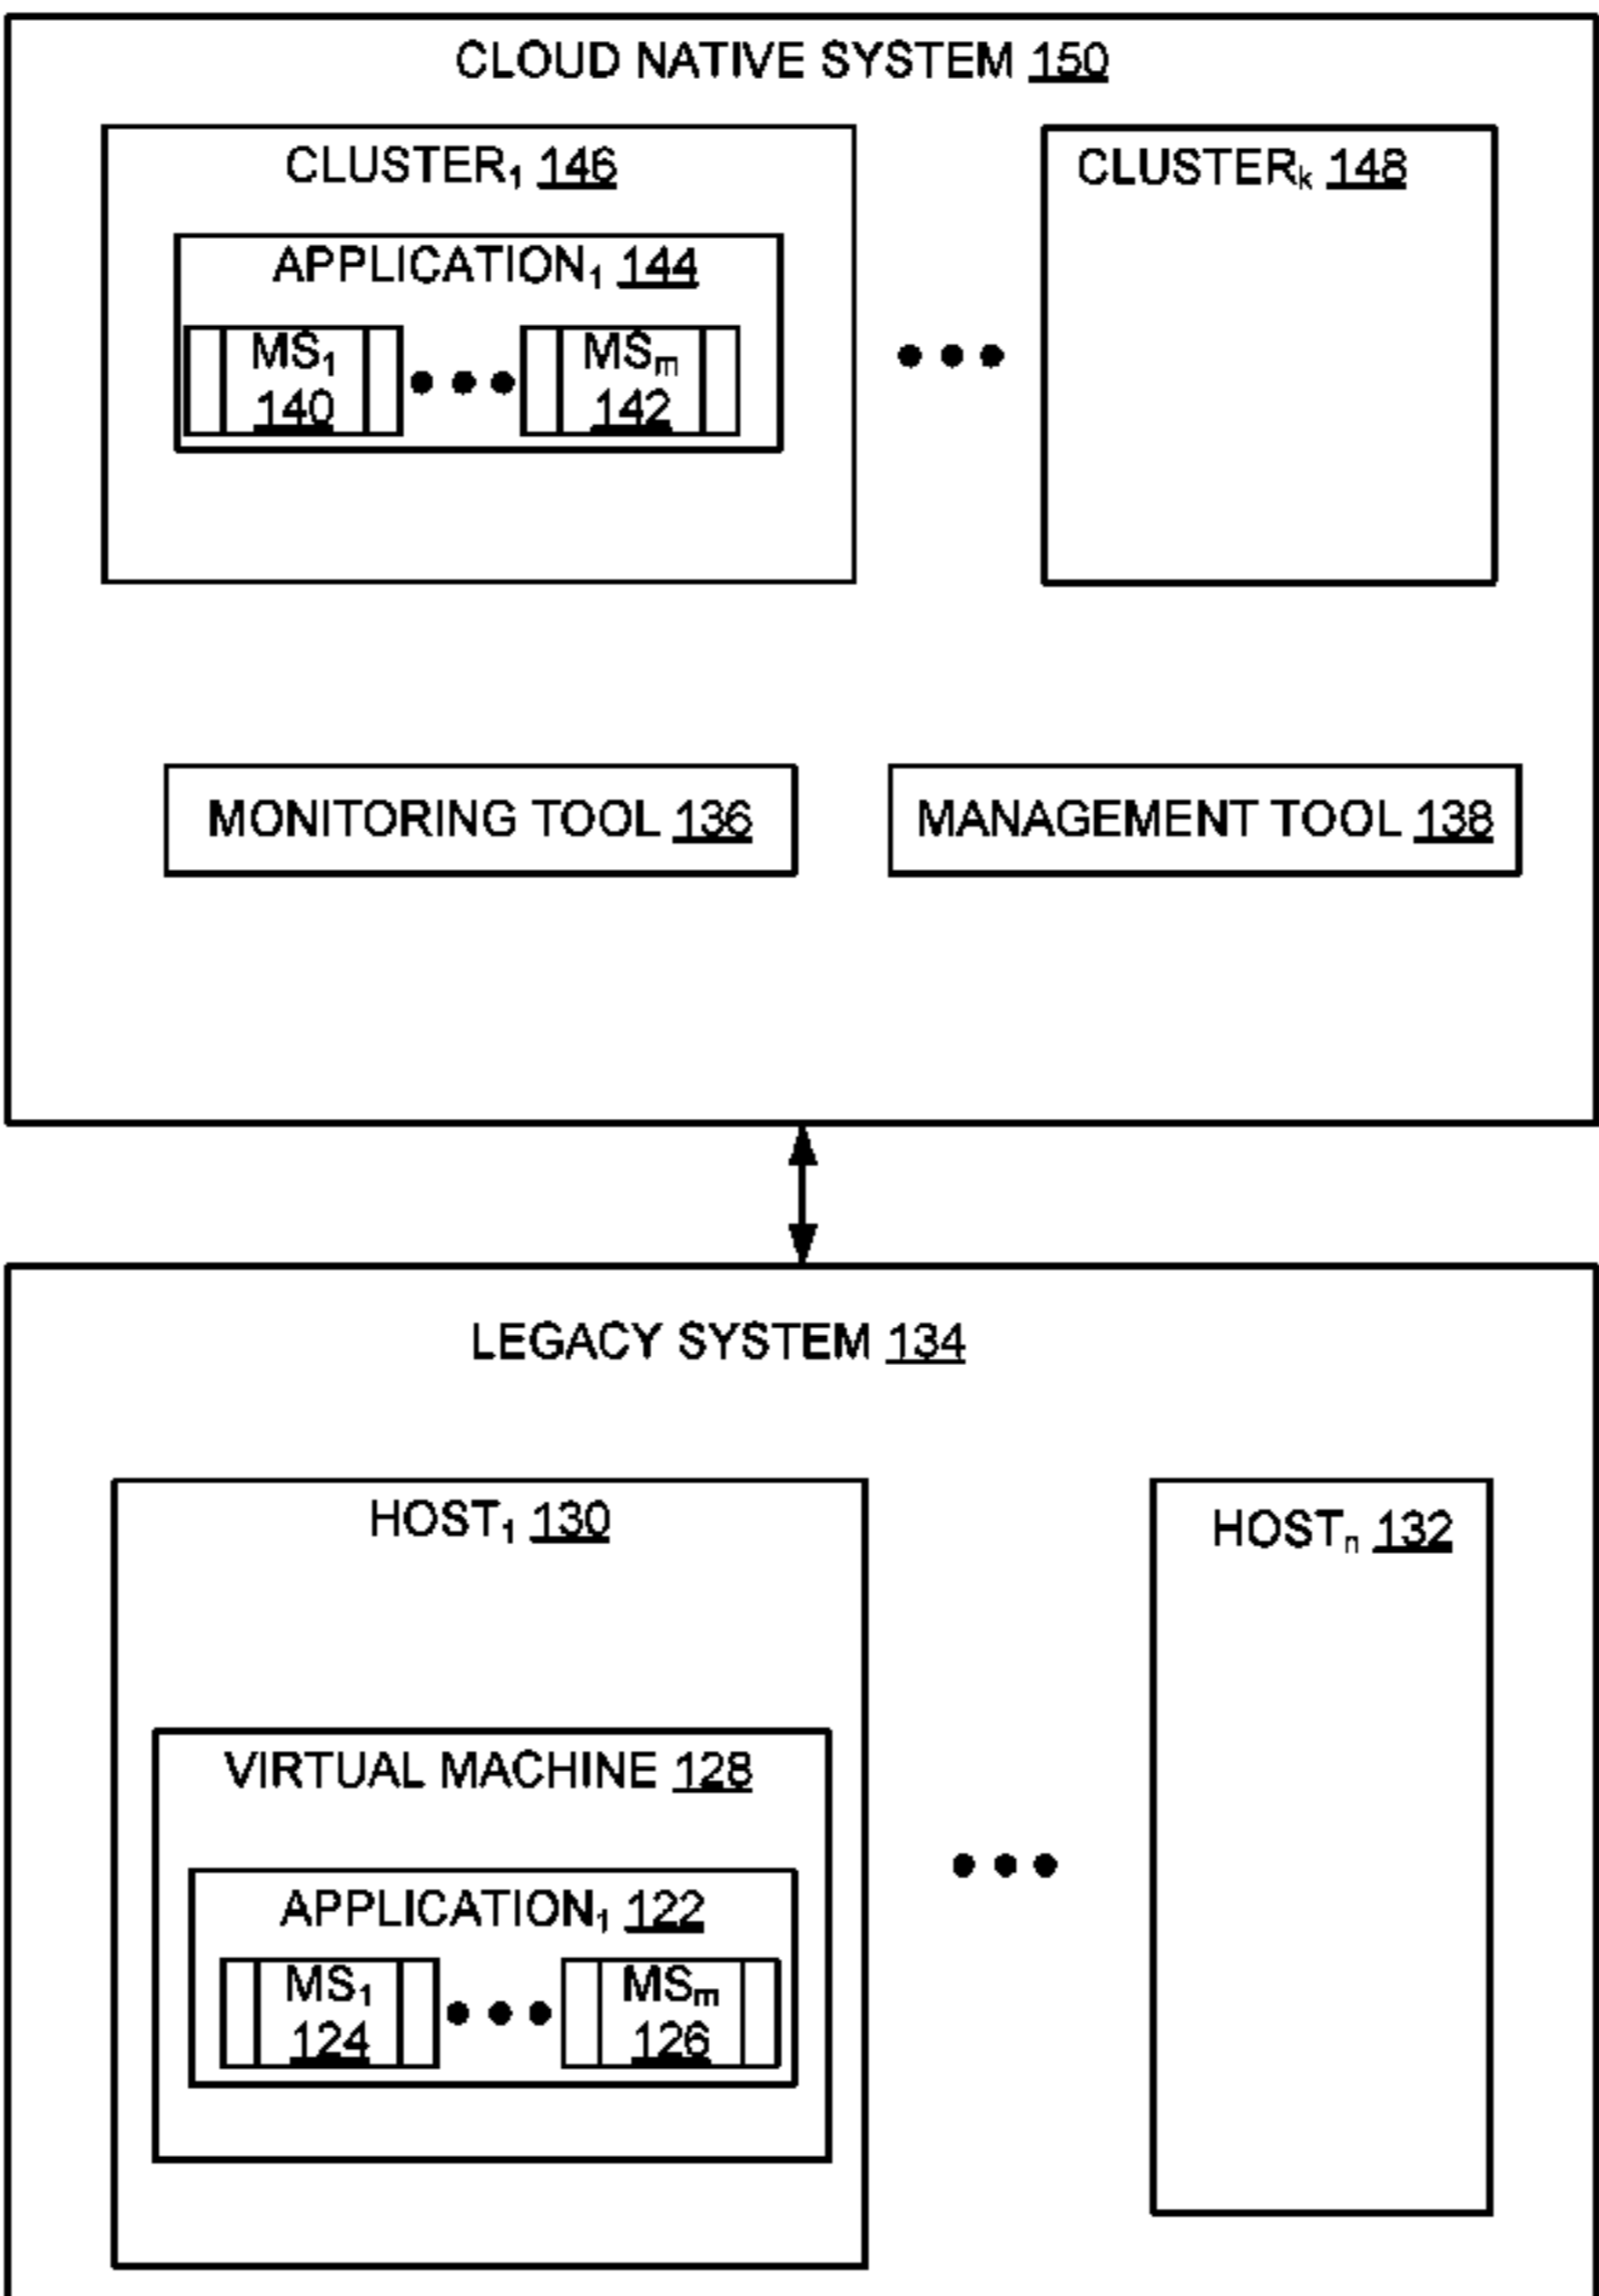 CLOUD NATIVE SYSTEM 150
CLUSTER₁ 146
CLUSTERₖ 148
APPLICATION₁ 144
MS₁
140
MSₘ
142
MONITORING TOOL 136
MANAGEMENT TOOL 138
LEGACY SYSTEM 134
HOST₁ 130
HOSTₙ 132
VIRTUAL MACHINE 128
APPLICATION₁ 122
MS₁
124
MSₘ
126